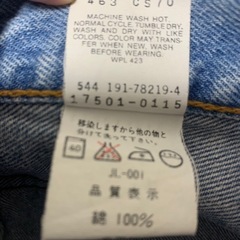 463 CS70
MACHINE WASH HOT
NORMAL CYCLE. TUMBLE DRY.
WASH AND DRY WITH LIKE
COLORS. COLOR MAY TRANSFER
WHEN NEW. WASH
BEFORE WEARING.
WPL 423
544 191-78219-4
17501-0115
移染しますから他の物と
分けて洗って下さい
40
JL-001
品質表示
綿 100%